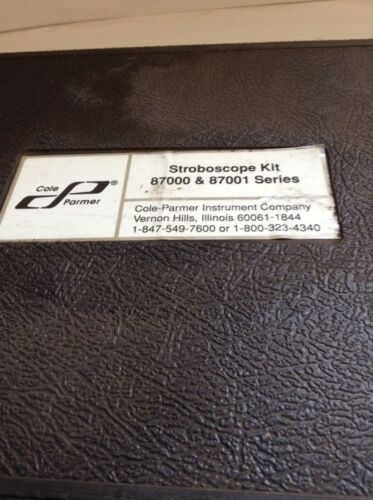 Cole
Parmer
®
Stroboscope Kit
87000 & 87001 Series
Cole-Parmer Instrument Company
Vernon Hills, Illinois 60061-1844
1-847-549-7600 or 1-800-323-4340